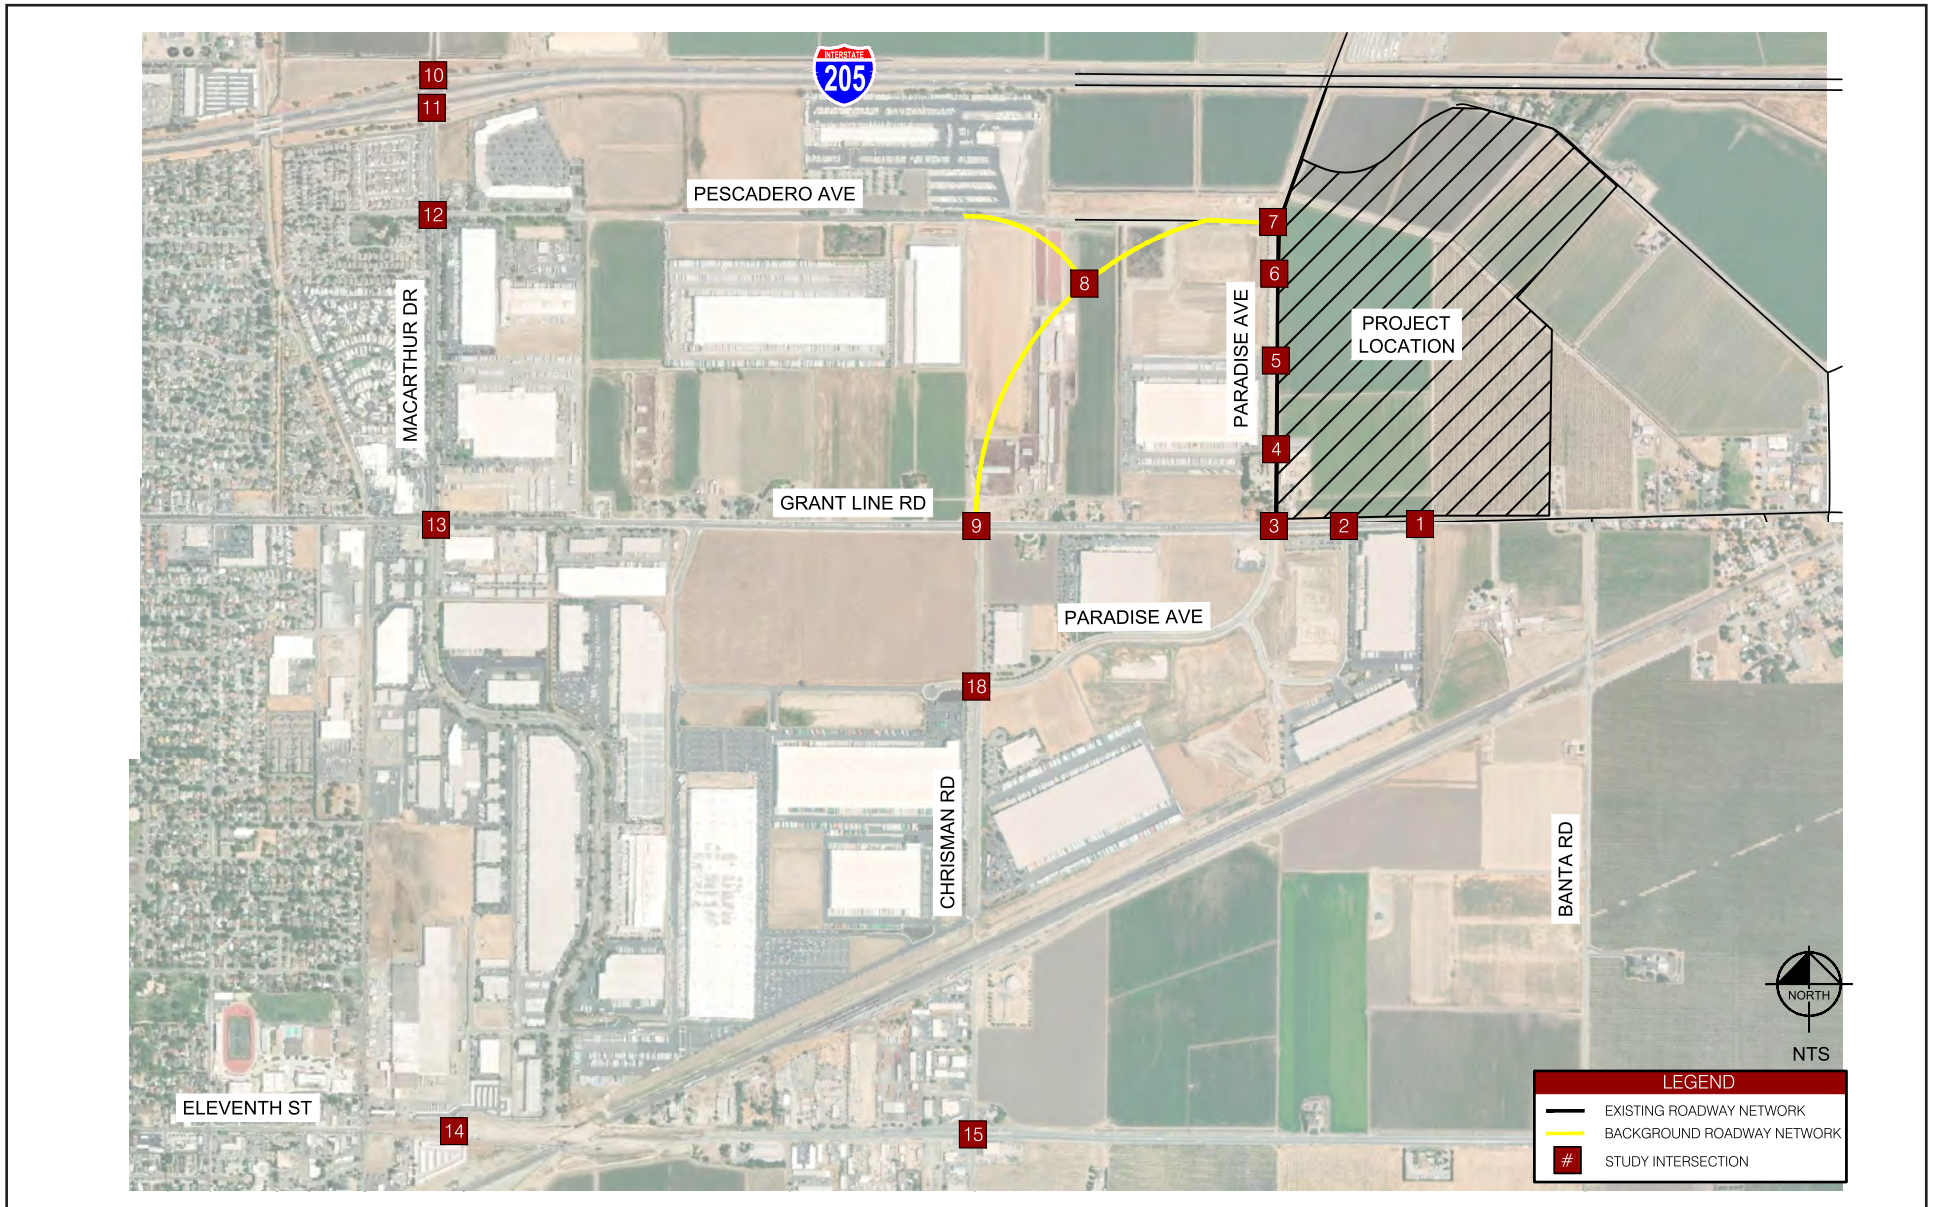 INTERSTATE
205
10
11
PESCADERO AVE
12
7
8
6
MACARTHUR DR
PARADISE AVE
PROJECT
LOCATION
5
4
GRANT LINE RD
13
9
3
2
1
PARADISE AVE
18
CHRISMAN RD
BANTA RD
NORTH
NTS
ELEVENTH ST
14
15
LEGEND
EXISTING ROADWAY NETWORK
BACKGROUND ROADWAY NETWORK
# STUDY INTERSECTION